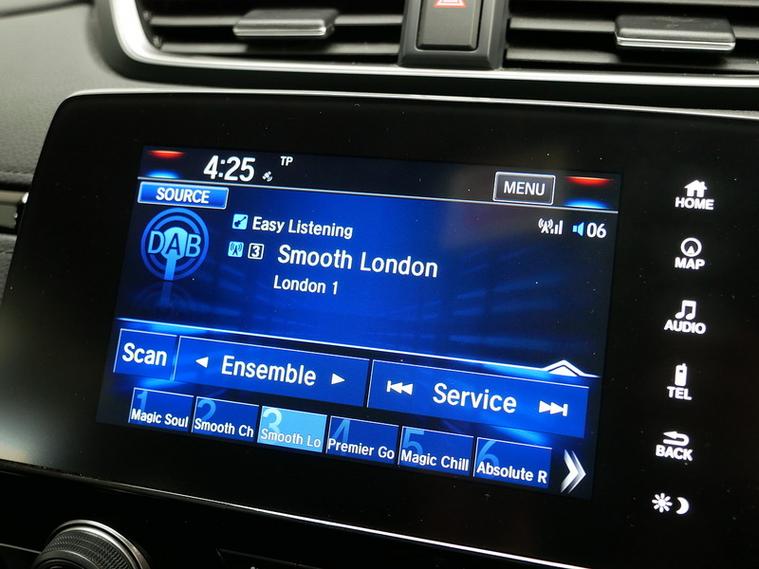 4:25 TP
MENU
SOURCE
DAB
Easy Listening
06
3 Smooth London
London 1
Scan
Ensemble
Service
1 Magic Soul
2 Smooth Ch
3 Smooth Lo
4 Premier Go
5 Magic Chill
6 Absolute R
HOME
MAP
AUDIO
TEL
BACK